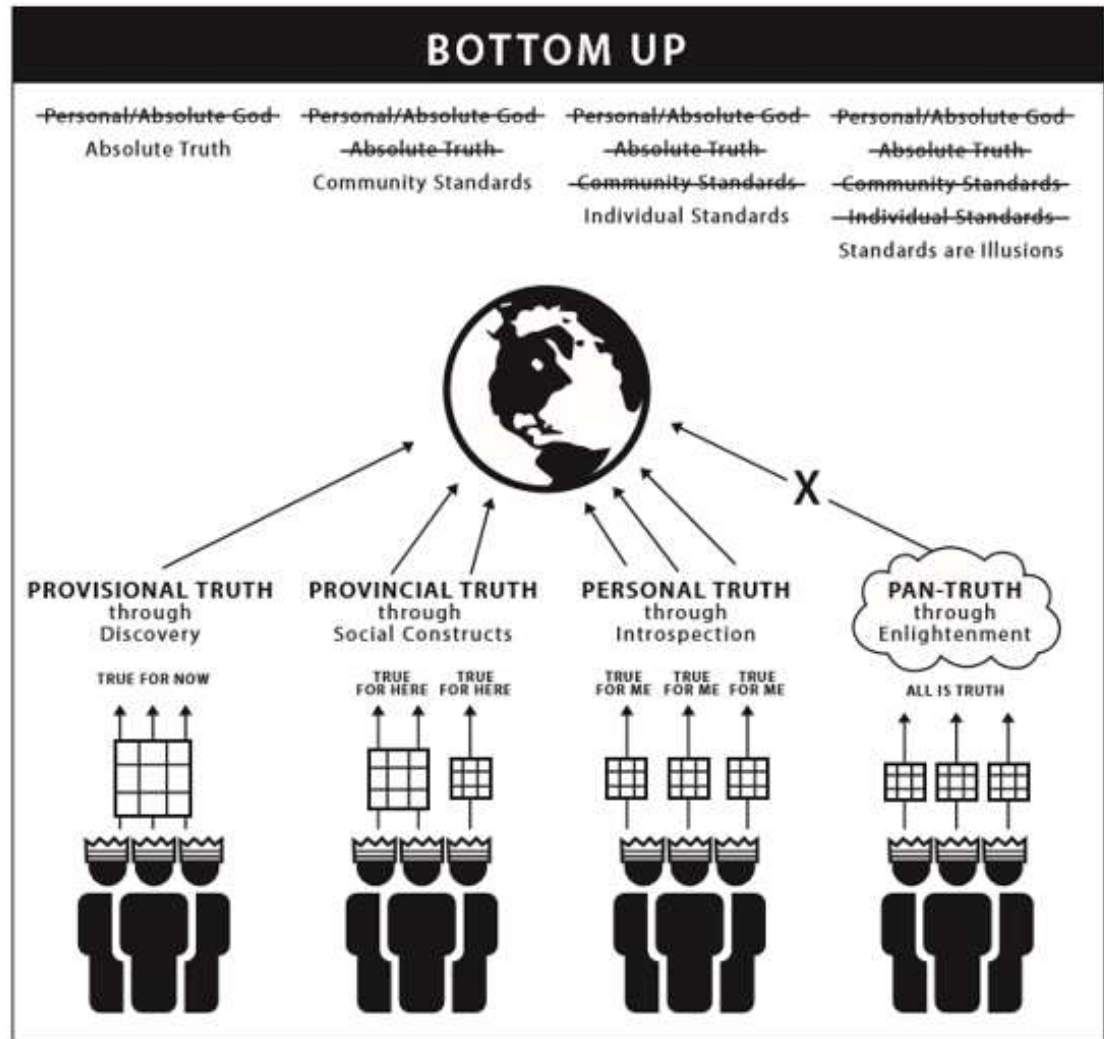 BOTTOM UP
Personal/Absolute God
Absolute Truth
Personal/Absolute God
Absolute Truth
Community Standards
Personal/Absolute God
Absolute Truth
Community Standards
Individual Standards
Personal/Absolute God
Absolute Truth
Community Standards
Individual Standards
Standards are Illusions
X
PROVISIONAL TRUTH
through
Discovery
TRUE FOR NOW
PROVINCIAL TRUTH
through
Social Constructs
TRUE
FOR HERE
TRUE
FOR HERE
PERSONAL TRUTH
through
Introspection
TRUE
FOR ME
TRUE
FOR ME
TRUE
FOR ME
PAN-TRUTH
through
Enlightenment
ALL IS TRUTH